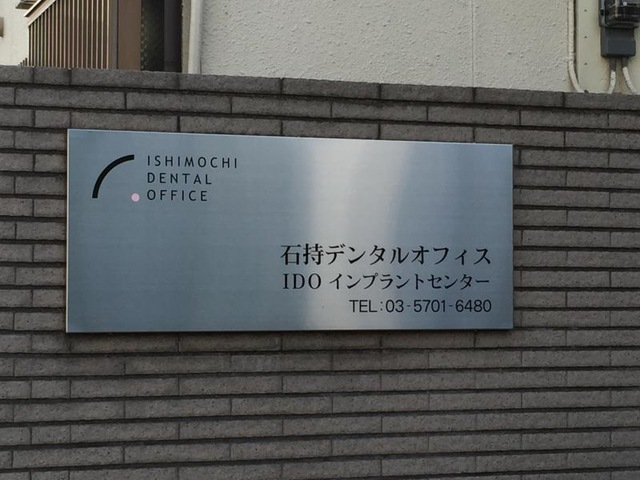 ISHIMOCHI
DENTAL
OFFICE
石持デンタルオフィス
IDO インプラントセンター
TEL:03-5701-6480